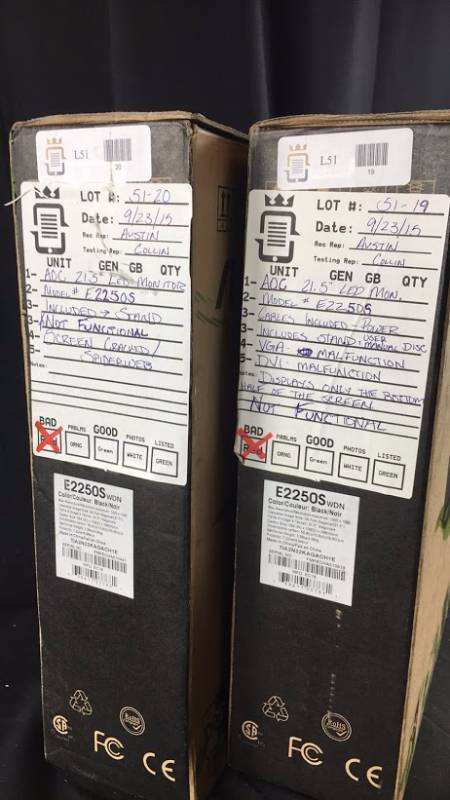 L51
20
LOT #: 51-20
Date: 9/23/15
Rec Rep: AUSTIN
Testing Rep: COLLIN
UNIT GEN GB QTY
1- AOC 21.5" LED MONITOR
2- MODEL # E2250S
3- INCLUDED → STAND
NOT FUNCTIONAL
SCREEN CRACKED/
SPIDERWEB
Notes:
BAD PRBLMS GOOD PHOTOS LISTED
ORNG Green WHITE GREEN
E2250SWDN
Color/Couleur: Black/Noir
FC CE
L51
19
LOT #: 51-19
Date: 9/23/15
Rec Rep: AUSTIN
Testing Rep: COLLIN
UNIT GEN GB QTY
1- AOC 21.5" LED MON.
2- MODEL # E2250S
3- CABLES INCLUDED: POWER
3- INCLUDES STAND, USER MANUAL DISC
4- VGA - MALFUNCTION
5- DVI - MALFUNCTION
DISPLAYS ONLY THE BOTTOM
HALF OF THE SCREEN
NOT FUNCTIONAL
BAD PRBLMS GOOD PHOTOS LISTED
Red ORNG Green WHITE GREEN
E2250SWDN
Color/Couleur: Black/Noir
RoHS
FC CE